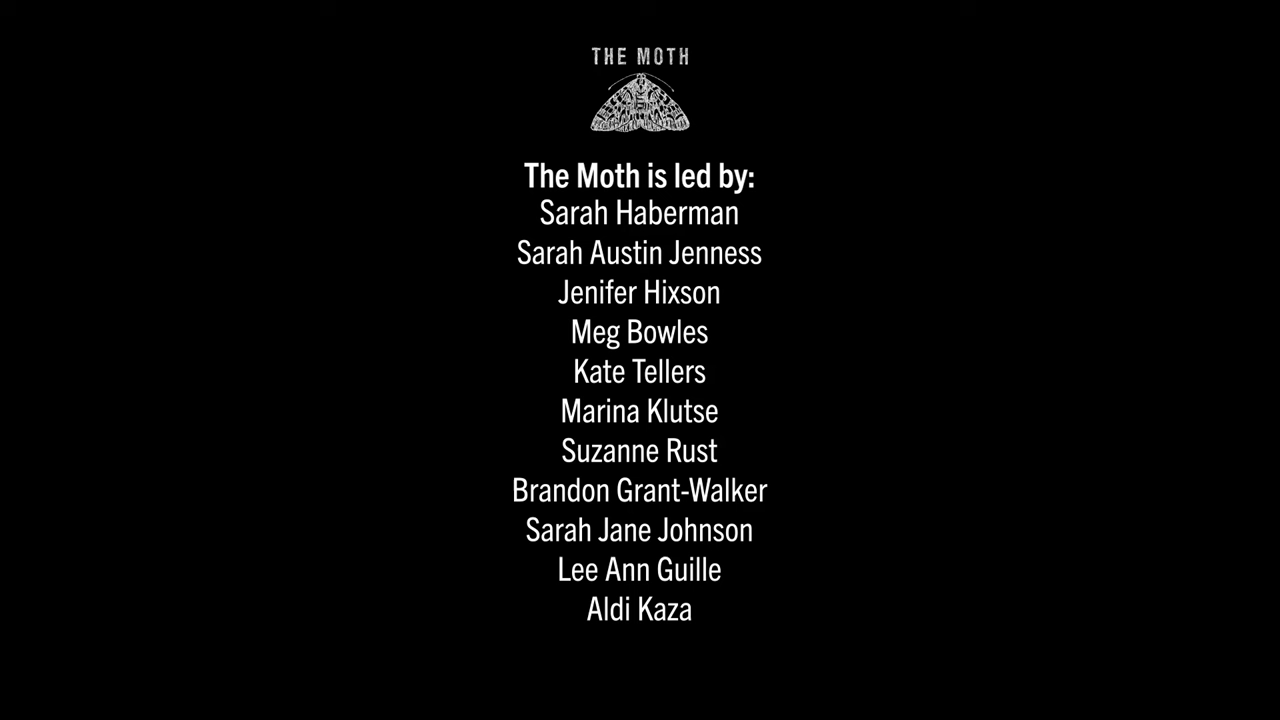 THE MOTH
The Moth is led by:
Sarah Haberman
Sarah Austin Jenness
Jenifer Hixson
Meg Bowles
Kate Tellers
Marina Klutse
Suzanne Rust
Brandon Grant-Walker
Sarah Jane Johnson
Lee Ann Guille
Aldi Kaza